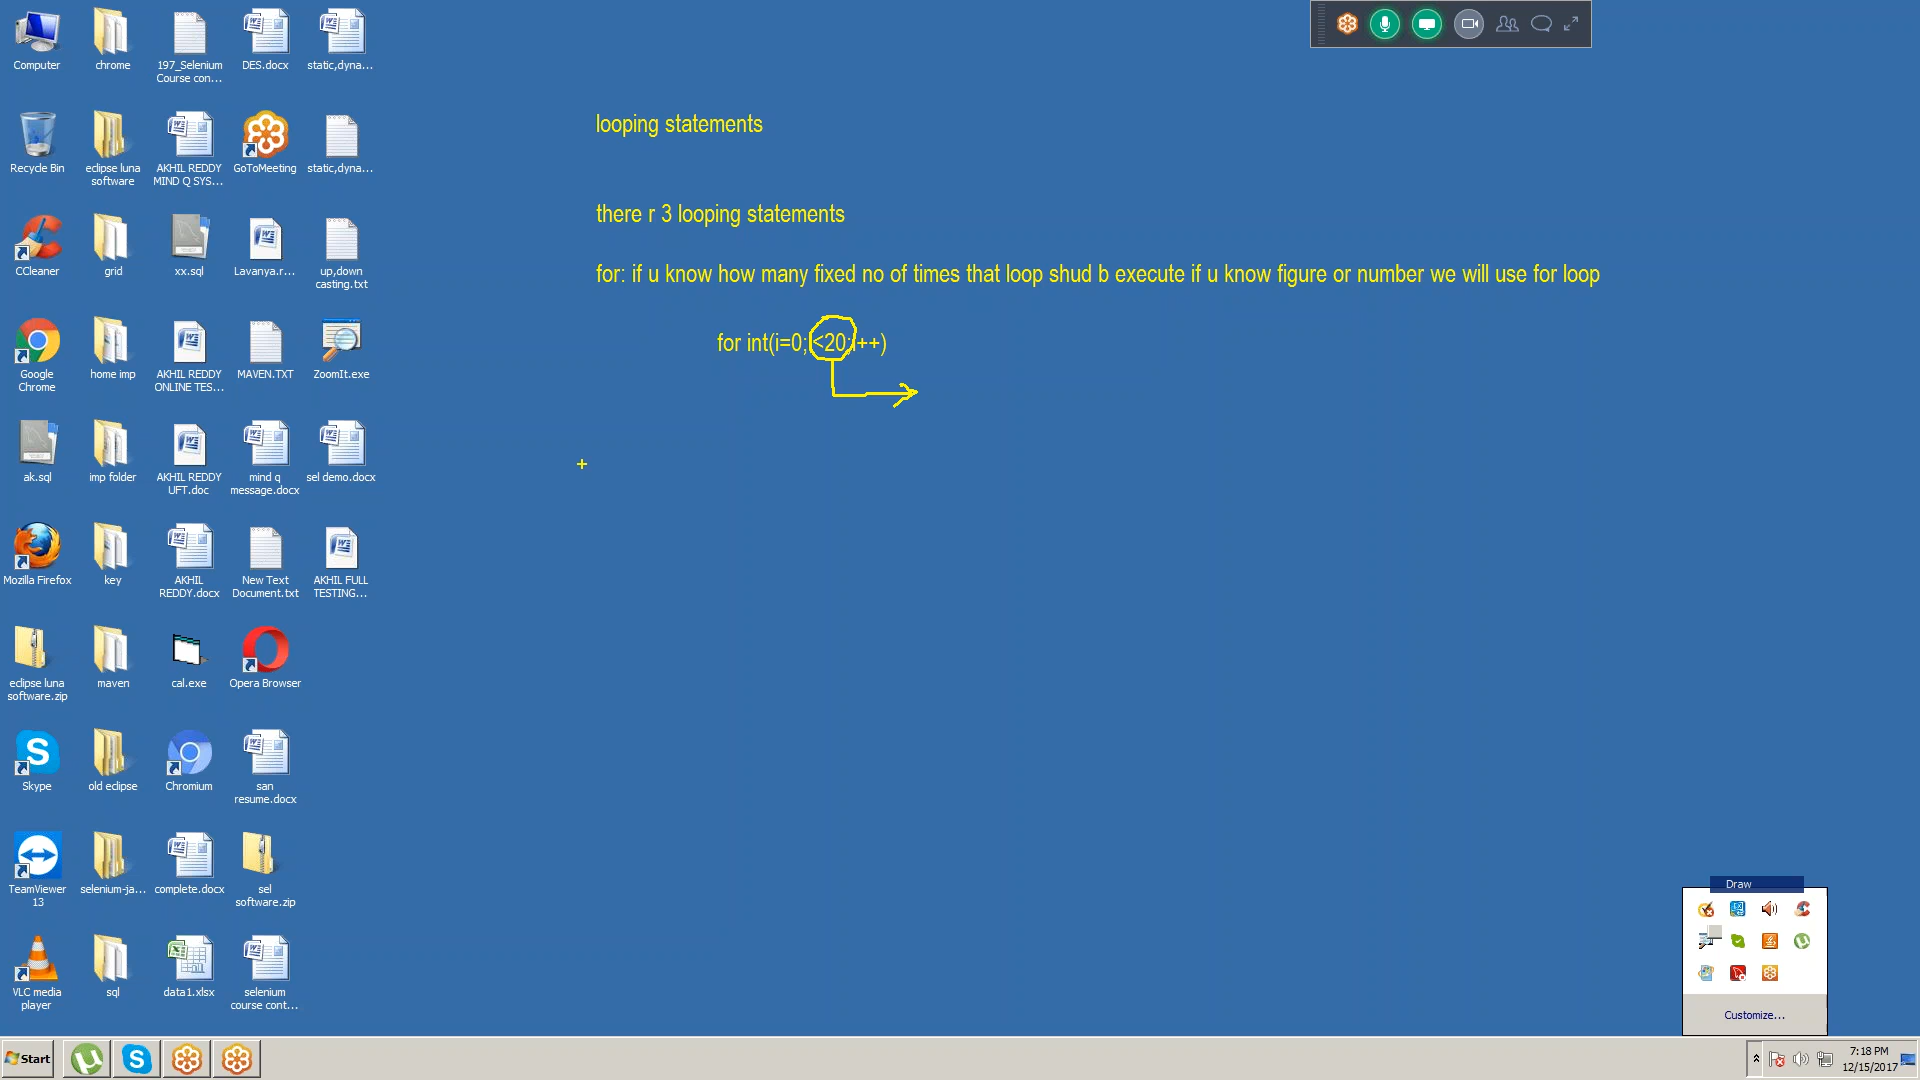 looping statements
there r 3 looping statements
for: if u know how many fixed no of times that loop shud b execute if u know figure or number we will use for loop
for int(i=0;i<20;i++)
Computer
chrome
197_Selenium
Course con...
DES.docx
static,dyna...
Recycle Bin
eclipse luna
software
AKHIL REDDY
MIND Q SYS...
GoToMeeting
static,dyna...
CCleaner
grid
xx.sql
Lavanya.r...
up,down
casting.txt
Google
Chrome
home imp
AKHIL REDDY
ONLINE TES...
MAVEN.TXT
ZoomIt.exe
ak.sql
imp folder
AKHIL REDDY
UFT.doc
mind q
message.docx
sel demo.docx
Mozilla Firefox
key
AKHIL
REDDY.docx
New Text
Document.txt
AKHIL FULL
TESTING...
eclipse luna
software.zip
maven
cal.exe
Opera Browser
Skype
old eclipse
Chromium
san
resume.docx
TeamViewer
13
selenium-ja...
complete.docx
sel
software.zip
VLC media
player
sql
data1.xlsx
selenium
course cont...
Draw
Customize...
Start
7:18 PM
12/15/2017